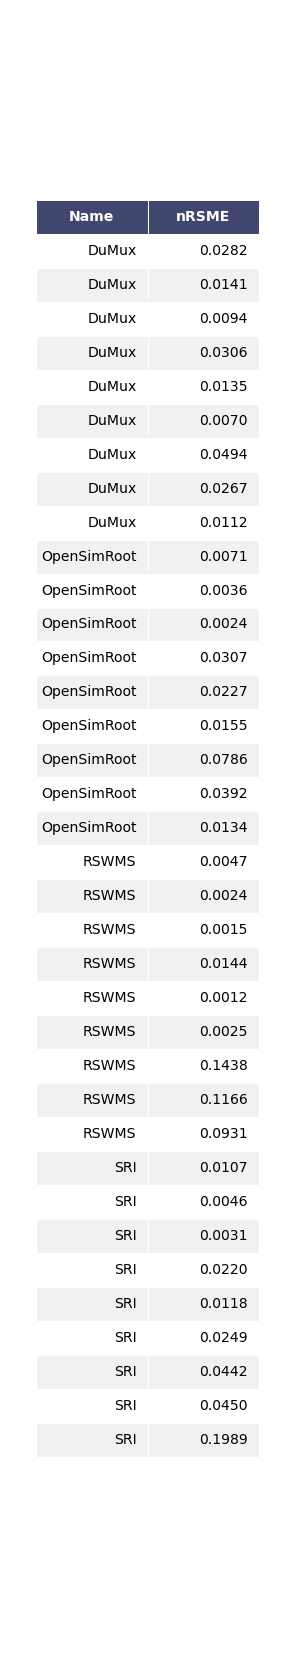 Name nRSME
DuMux 0.0282
DuMux 0.0141
DuMux 0.0094
DuMux 0.0306
DuMux 0.0135
DuMux 0.0070
DuMux 0.0494
DuMux 0.0267
DuMux 0.0112
OpenSimRoot 0.0071
OpenSimRoot 0.0036
OpenSimRoot 0.0024
OpenSimRoot 0.0307
OpenSimRoot 0.0227
OpenSimRoot 0.0155
OpenSimRoot 0.0786
OpenSimRoot 0.0392
OpenSimRoot 0.0134
RSWMS 0.0047
RSWMS 0.0024
RSWMS 0.0015
RSWMS 0.0144
RSWMS 0.0012
RSWMS 0.0025
RSWMS 0.1438
RSWMS 0.1166
RSWMS 0.0931
SRI 0.0107
SRI 0.0046
SRI 0.0031
SRI 0.0220
SRI 0.0118
SRI 0.0249
SRI 0.0442
SRI 0.0450
SRI 0.1989